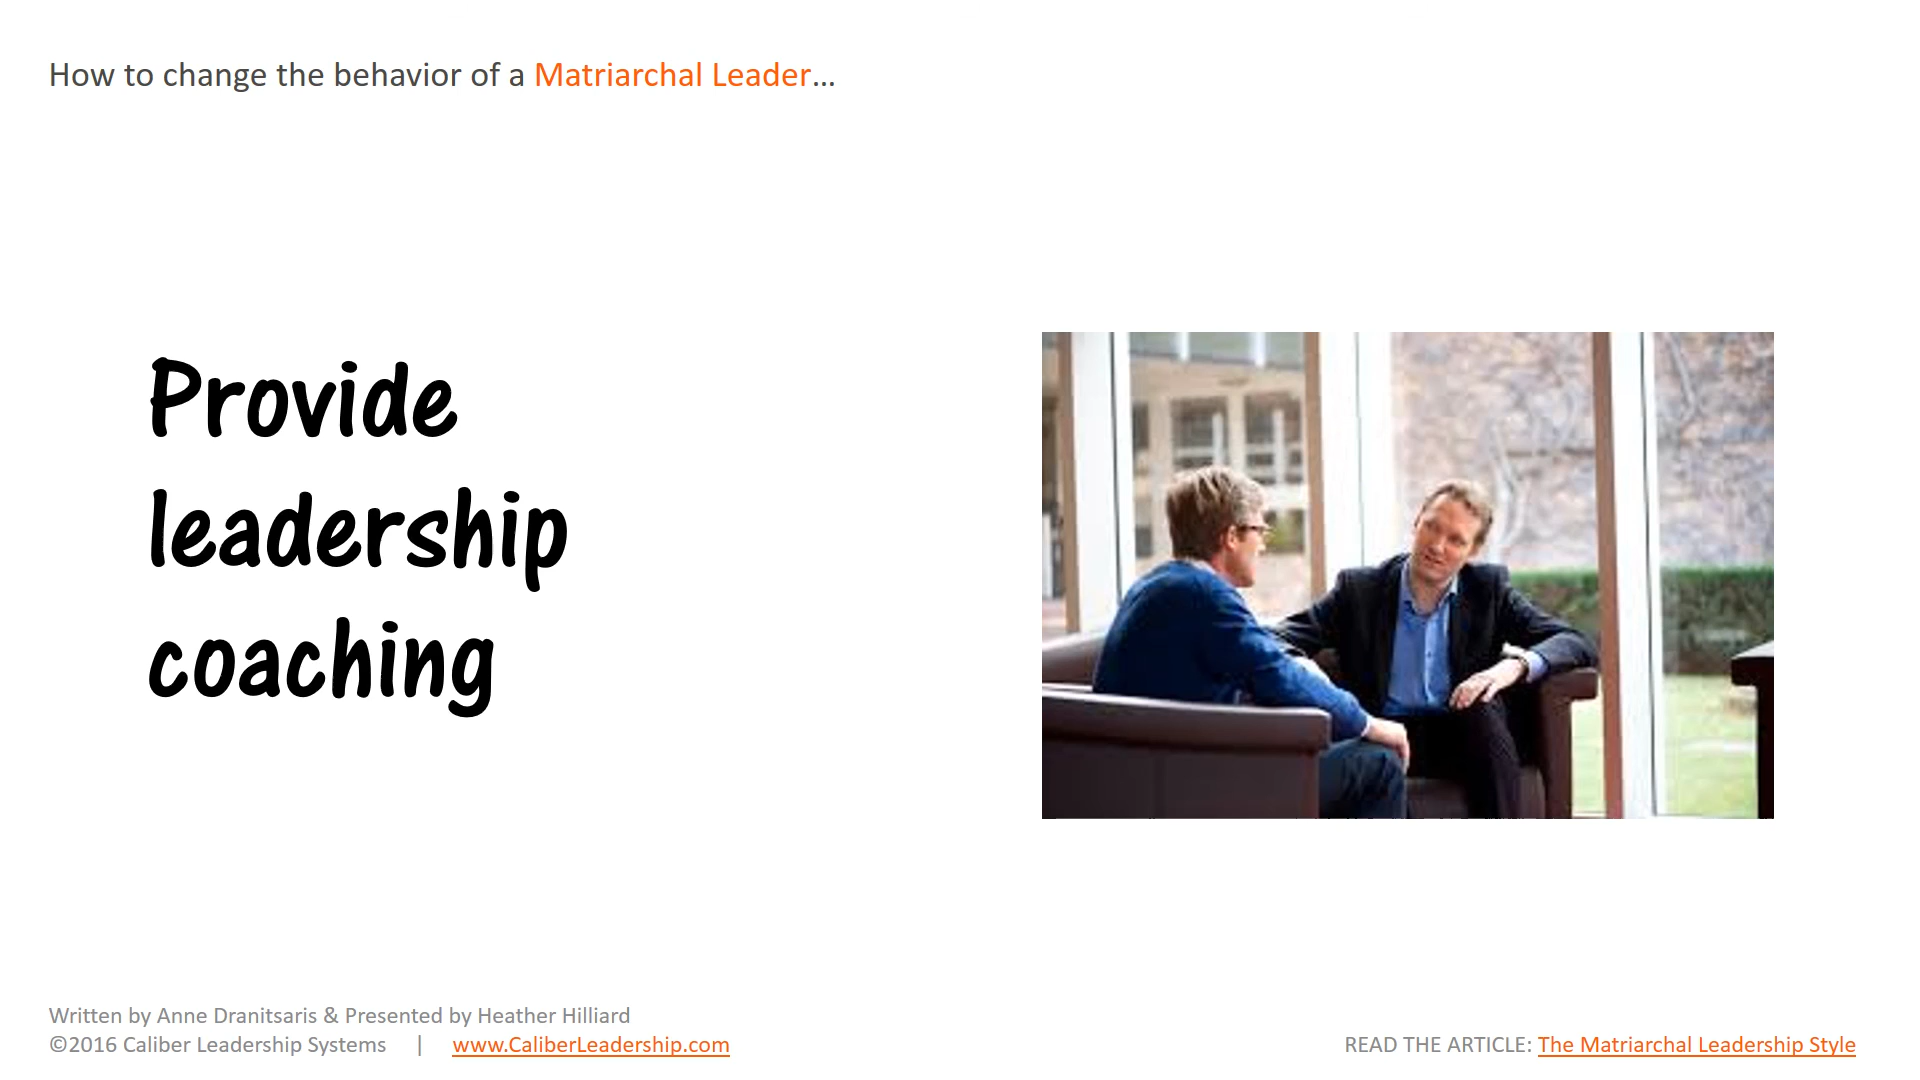 How to change the behavior of a Matriarchal Leader...
Provide
leadership
coaching
Written by Anne Dranitsaris & Presented by Heather Hilliard
©2016 Caliber Leadership Systems | www.CaliberLeadership.com
READ THE ARTICLE: The Matriarchal Leadership Style